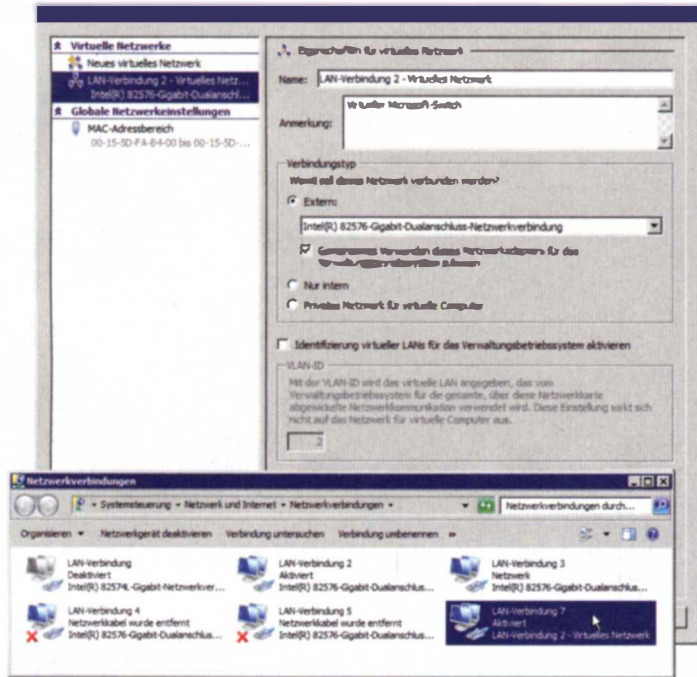 Virtuelle Netzwerke
Neues virtuelles Netzwerk
LAN-Verbindung 2 - Virtuelles Netz...
Intel(R) 82576-Gigabit-Dualanschl...
Globale Netzwerkeinstellungen
MAC-Adressbereich
00-15-5D-FA-B4-00 bis 00-15-5D-...
Eigenschaften für virtuelles Netzwerk
Name: LAN-Verbindung 2 - Virtuelles Netzwerk
Virtueller Microsoft-Switch
Anmerkung:
Verbindungstyp
Womit soll dieses Netzwerk verbunden werden?
Extern:
Intel(R) 82576-Gigabit-Dualanschluss-Netzwerkverbindung
Gemeinsames Verwenden dieses Netzwerkadapters für das
Nur intern
Privates Netzwerk für virtuelle Computer
Identifizierung virtueller LANs für das Verwaltungsbetriebssystem aktivieren
VLAN-ID
Mit der VLAN-ID wird das virtuelle LAN angegeben, das vom
Verwaltungsbetriebssystem für die gesamte, über diese Netzwerkkarte
abgewickelte Netzwerkkommunikation verwendet wird. Diese Einstellung wirkt sich
nicht auf das Netzwerk für virtuelle Computer aus.
2
Netzwerkverbindungen
Systemsteuerung Netzwerk und Internet Netzwerkverbindungen
Netzwerkverbindungen durch...
Organisieren Netzwerkgerät deaktivieren Verbindung untersuchen Verbindung umbenennen »
LAN-Verbindung
Deaktiviert
Intel(R) 82574L-Gigabit-Netzwerkver...
LAN-Verbindung 2
Aktiviert
Intel(R) 82576-Gigabit-Dualanschlus...
LAN-Verbindung 3
Netzwerk
Intel(R) 82576-Gigabit-Dualanschlus...
LAN-Verbindung 4
Netzwerkkabel wurde entfernt
Intel(R) 82576-Gigabit-Dualanschlus...
LAN-Verbindung 5
Netzwerkkabel wurde entfernt
Intel(R) 82576-Gigabit-Dualanschlus...
LAN-Verbindung 7
Aktiviert
LAN-Verbindung 2 - Virtuelles Netzwerk